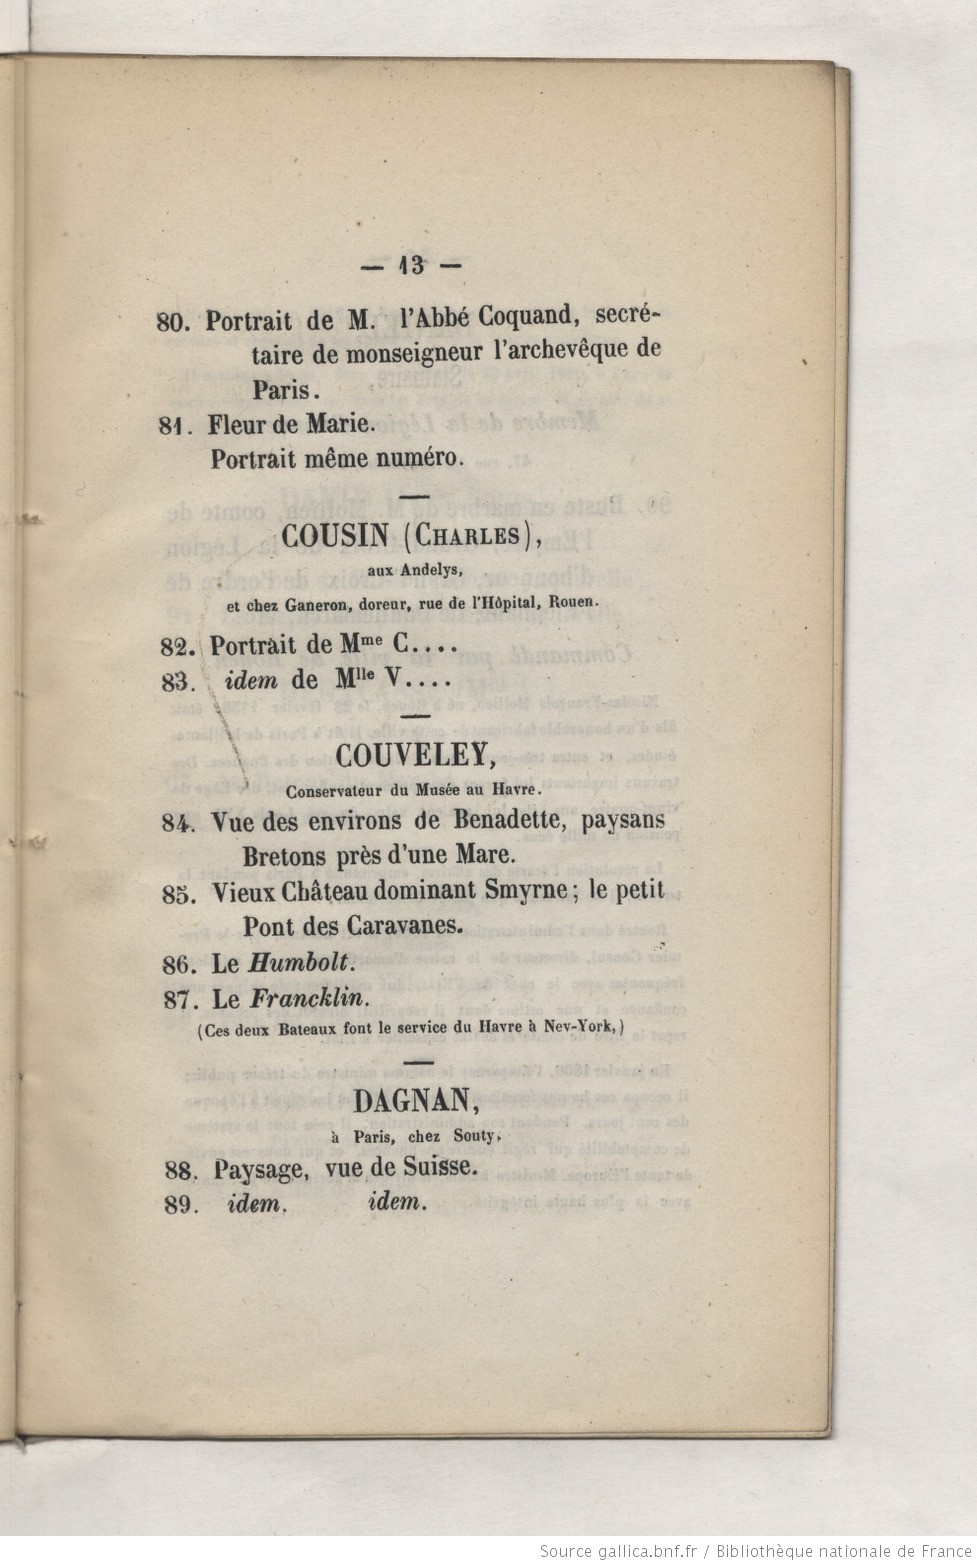 — 13 —
80. Portrait de M. l'Abbé Coquand, secré-
taire de monseigneur l'archevêque de
Paris.
81. Fleur de Marie.
Portrait même numéro.
COUSIN (CHARLES),
aux Andelys,
et chez Ganeron, doreur, rue de l'Hôpital, Rouen.
82. Portrait de Mme C....
83. idem de Mlle V....
COUVELEY,
Conservateur du Musée au Havre.
84. Vue des environs de Benadette, paysans
Bretons près d'une Mare.
85. Vieux Château dominant Smyrne; le petit
Pont des Caravanes.
86. Le Humbolt.
87. Le Francklin.
(Ces deux Bateaux font le service du Havre à Nev-York,)
DAGNAN,
à Paris, chez Souty,
88. Paysage, vue de Suisse.
89. idem. idem.
Source gallica.bnf.fr / Bibliothèque nationale de France